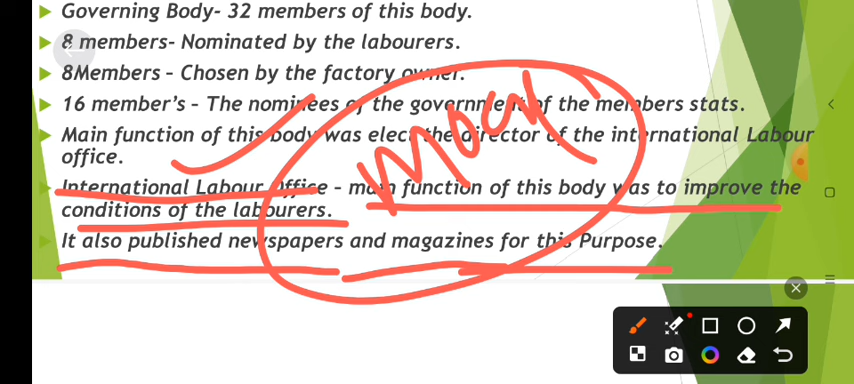 Governing Body- 32 members of this body.
8 members- Nominated by the labourers.
8Members - Chosen by the factory owner.
16 member's - The nominees of the government of the members stats.
Main function of this body was elect the director of the international Labour
office.
International Labour Office - main function of this body was to improve the
conditions of the labourers.
It also published newspapers and magazines for this Purpose.